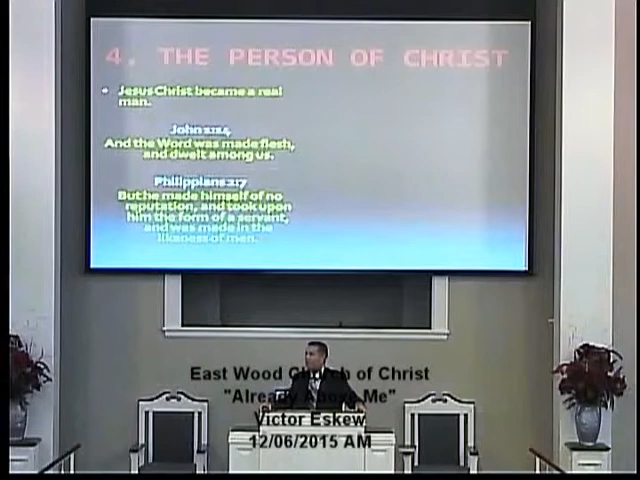 4. THE PERSON OF CHRIST
• Jesus Christ became a real
man.
John 1:14
And the Word was made flesh,
and dwelt among us.
Philippians 2:7
But he made himself of no
reputation, and took upon
him the form of a servant,
and was made in the
likeness of men.
East Wood Church of Christ
"Already Above Me"
Victor Eskew
12/06/2015 AM